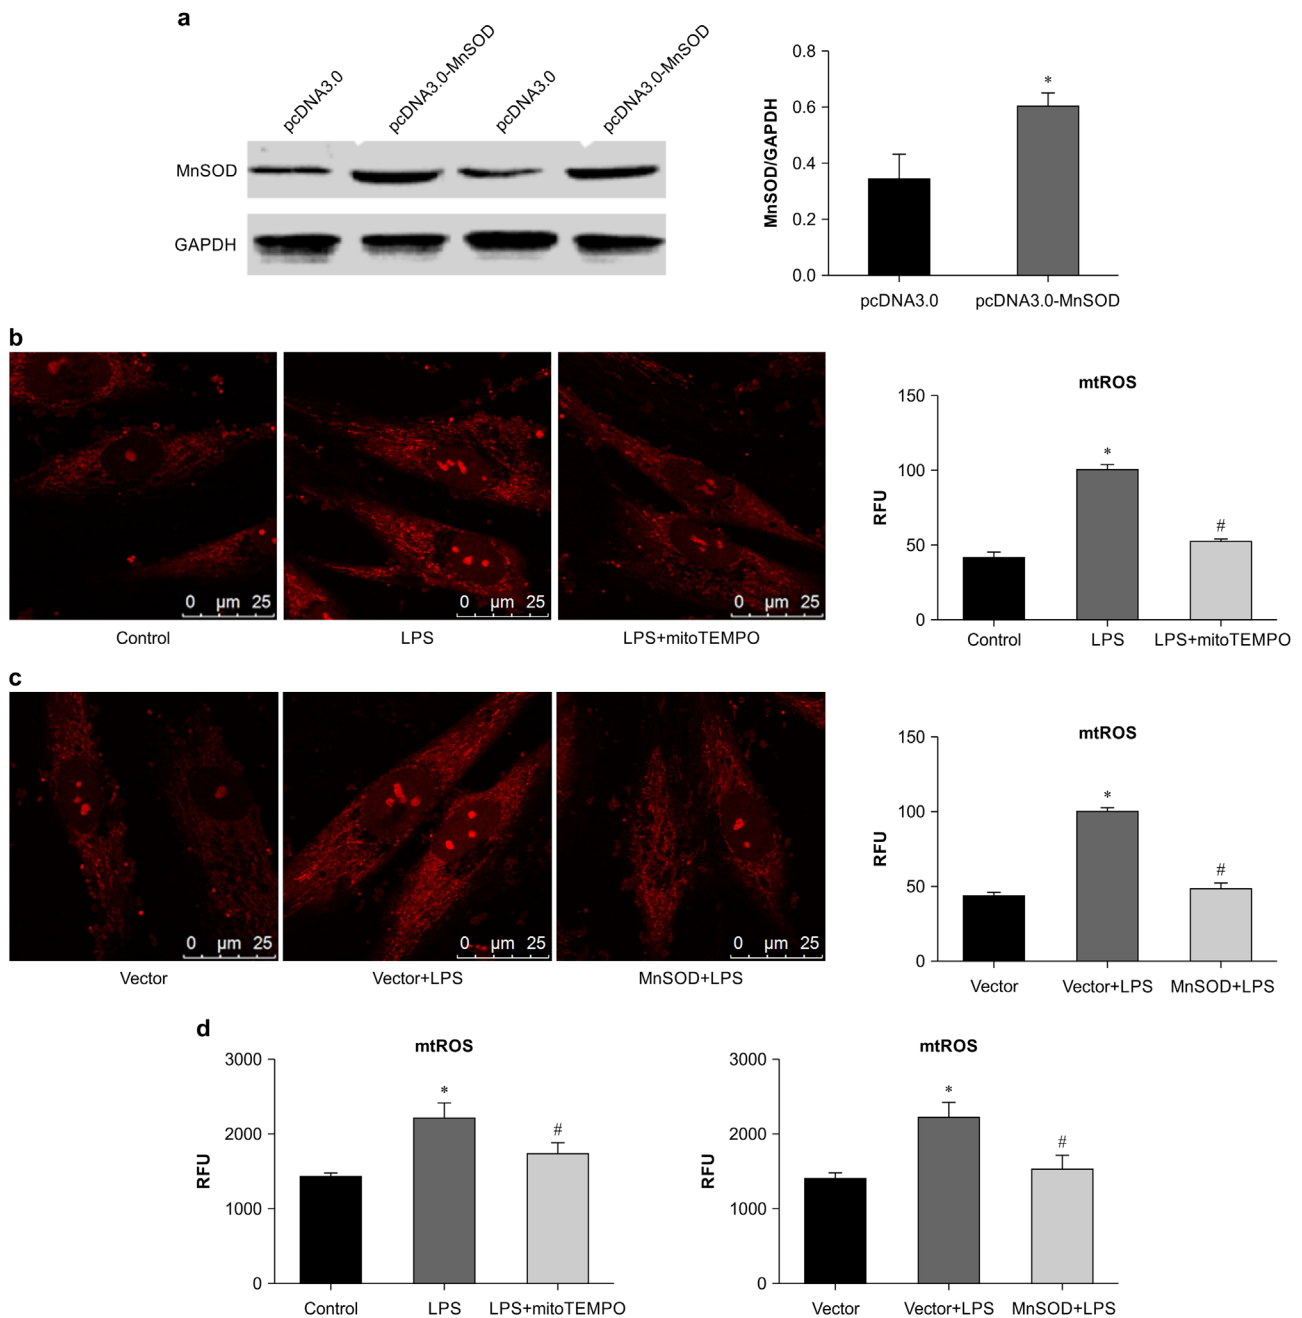 a
pcDNA3.0
pcDNA3.0-MnSOD
pcDNA3.0
pcDNA3.0-MnSOD
MnSOD
GAPDH
MnSOD/GAPDH
0.8
0.6
0.4
0.2
0.0
*
pcDNA3.0
pcDNA3.0-MnSOD
b
0 µm 25
0 µm 25
0 µm 25
Control
LPS
LPS+mitoTEMPO
mtROS
RFU
150
100
50
0
*
#
Control
LPS
LPS+mitoTEMPO
c
0 µm 25
0 µm 25
0 µm 25
Vector
Vector+LPS
MnSOD+LPS
mtROS
RFU
150
100
50
0
*
#
Vector
Vector+LPS
MnSOD+LPS
d
mtROS
RFU
3000
2000
1000
0
*
#
Control
LPS
LPS+mitoTEMPO
mtROS
RFU
3000
2000
1000
0
*
#
Vector
Vector+LPS
MnSOD+LPS